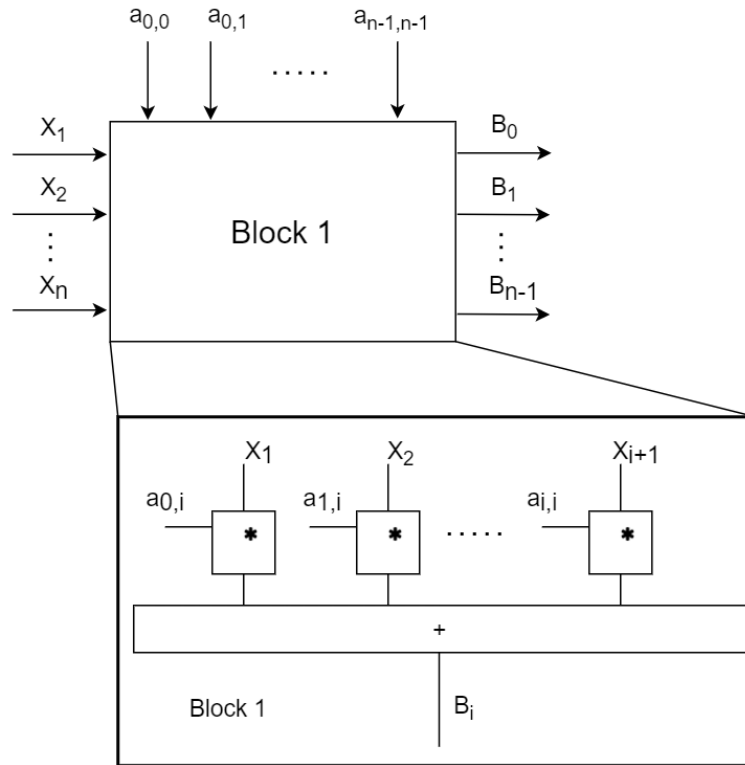 a0,0 a0,1 ..... an-1,n-1
X1 B0
X2 B1
Block 1
Xn Bn-1
X1 X2 Xi+1
a0,i a1,i ai,i
* * ..... *
+
Block 1 Bi